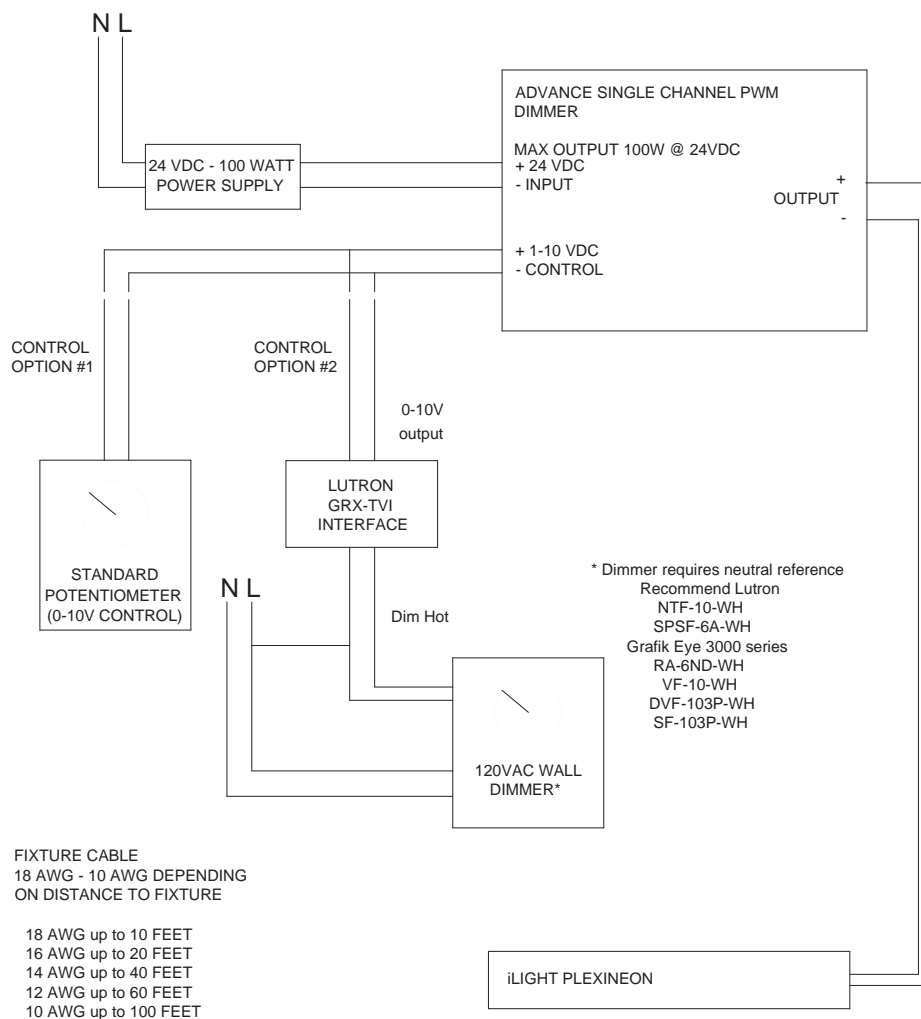 N L
ADVANCE SINGLE CHANNEL PWM
DIMMER
MAX OUTPUT 100W @ 24VDC
+ 24 VDC
- INPUT
+
OUTPUT
-
24 VDC - 100 WATT
POWER SUPPLY
+ 1-10 VDC
- CONTROL
CONTROL
OPTION #1
CONTROL
OPTION #2
0-10V
output
LUTRON
GRX-TVI
INTERFACE
STANDARD
POTENTIOMETER
(0-10V CONTROL)
N L
Dim Hot
* Dimmer requires neutral reference
Recommend Lutron
NTF-10-WH
SPSF-6A-WH
Grafik Eye 3000 series
RA-6ND-WH
VF-10-WH
DVF-103P-WH
SF-103P-WH
120VAC WALL
DIMMER*
FIXTURE CABLE
18 AWG - 10 AWG DEPENDING
ON DISTANCE TO FIXTURE
18 AWG up to 10 FEET
16 AWG up to 20 FEET
14 AWG up to 40 FEET
12 AWG up to 60 FEET
10 AWG up to 100 FEET
iLIGHT PLEXINEON